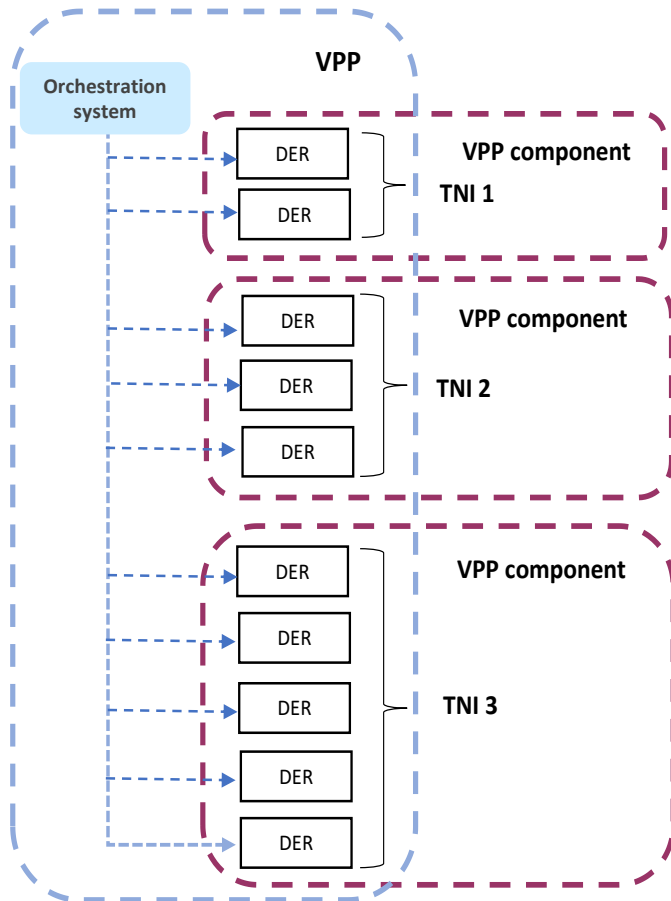 VPP
Orchestration
system
DER
VPP component
TNI 1
DER
DER
VPP component
DER
TNI 2
DER
DER
VPP component
DER
DER
TNI 3
DER
DER